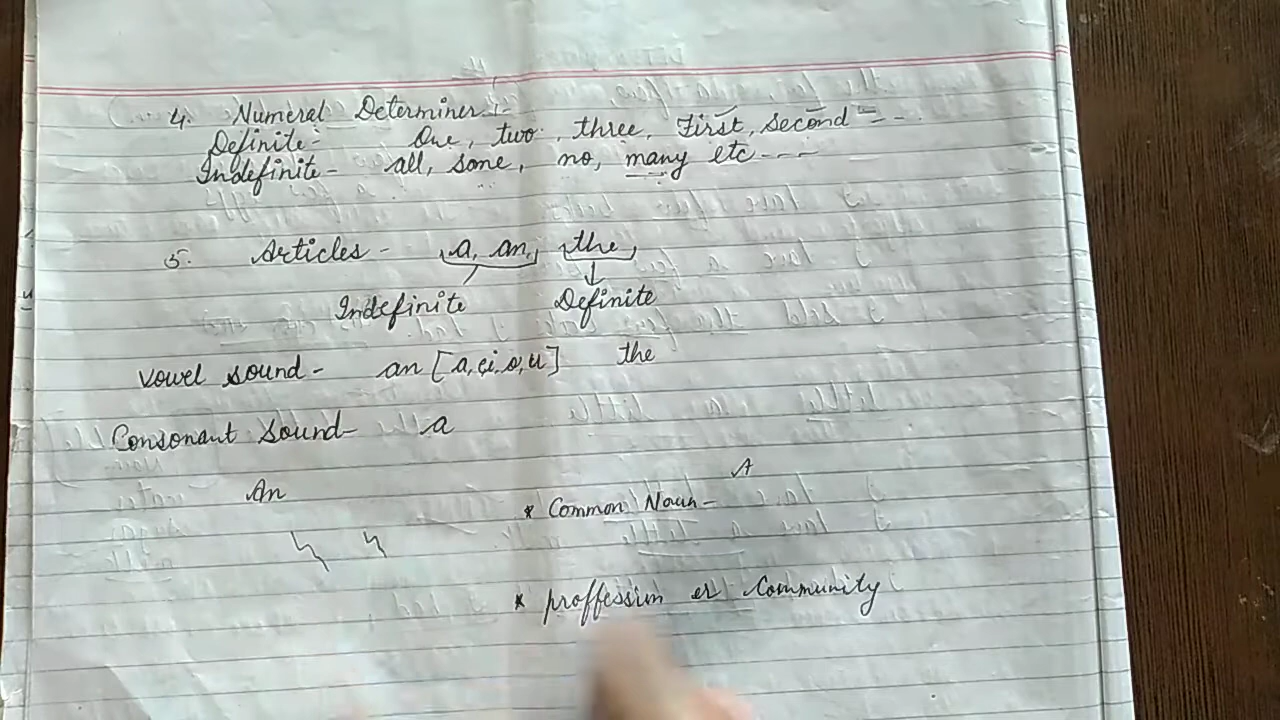 4. Numeral Determiner :-
Definite :- One, two, three, First, Second = - .
Indefinite - all, some, no, many etc - - - -
5. Articles - a, an, the,
Indefinite Definite
Vowel sound - an [a, e, i, o, u] the
Consonant Sound - a
An A
* Common Noun -
* proffession or Community